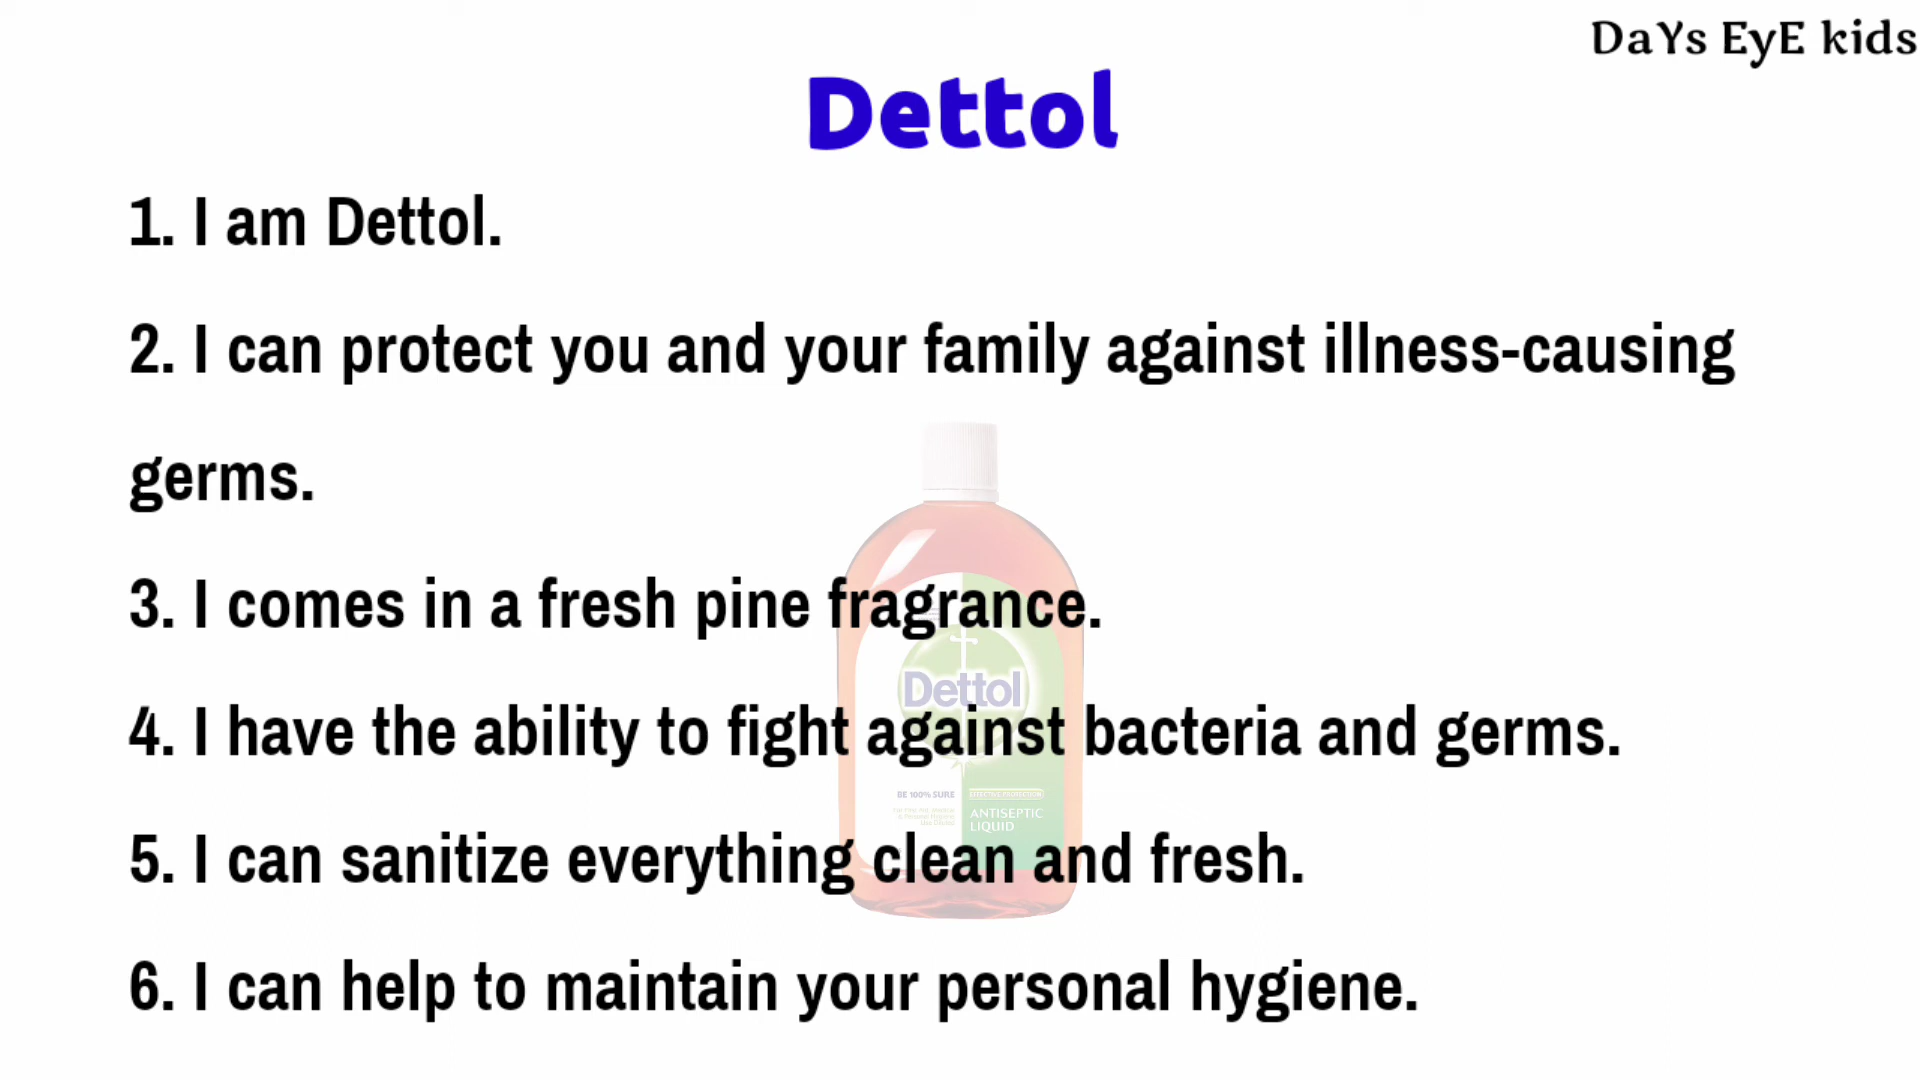 DaYs EyE kids
Dettol
1. I am Dettol.
2. I can protect you and your family against illness-causing
germs.
3. I comes in a fresh pine fragrance.
Dettol
4. I have the ability to fight against bacteria and germs.
BE 100% SURE
EFFECTIVE PROTECTION
ANTISEPTIC
LIQUID
5. I can sanitize everything clean and fresh.
6. I can help to maintain your personal hygiene.